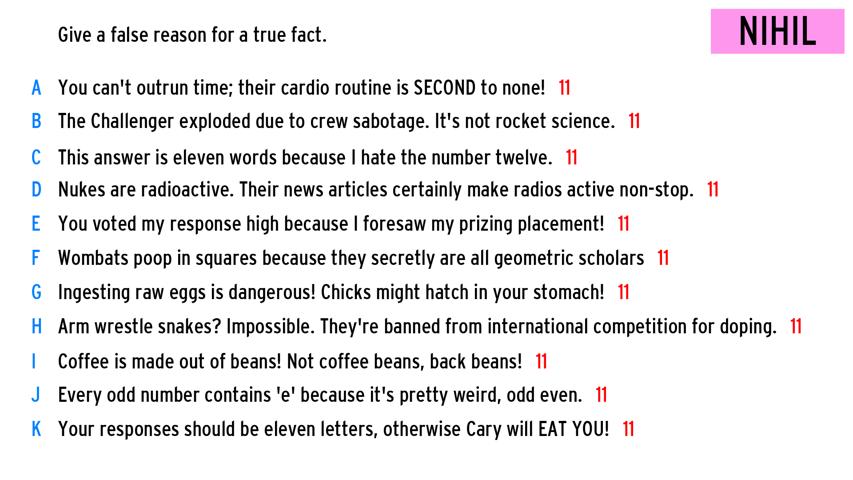 Give a false reason for a true fact.
NIHIL
A You can't outrun time; their cardio routine is SECOND to none! 11
B The Challenger exploded due to crew sabotage. It's not rocket science. 11
C This answer is eleven words because I hate the number twelve. 11
D Nukes are radioactive. Their news articles certainly make radios active non-stop. 11
E You voted my response high because I foresaw my prizing placement! 11
F Wombats poop in squares because they secretly are all geometric scholars 11
G Ingesting raw eggs is dangerous! Chicks might hatch in your stomach! 11
H Arm wrestle snakes? Impossible. They're banned from international competition for doping. 11
I Coffee is made out of beans! Not coffee beans, back beans! 11
J Every odd number contains 'e' because it's pretty weird, odd even. 11
K Your responses should be eleven letters, otherwise Cary will EAT YOU! 11